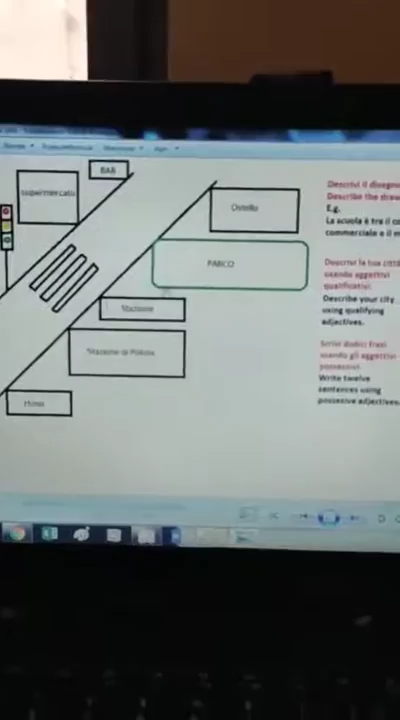 BAR
supermercato
Ostello
PARCO
Stazione
Stazione di Polizia
Hotel
Descrivi il disegno
Describe the draw
E.g.
La scuola è tra il
commerciale e il
Descrivi la tua città
usando aggettivi
qualificativi.
Describe your city
using qualifying
adjectives.
Scrivi dodici frasi
usando gli aggettivi
possessivi
Write twelve
sentences using
possesive adjectives.